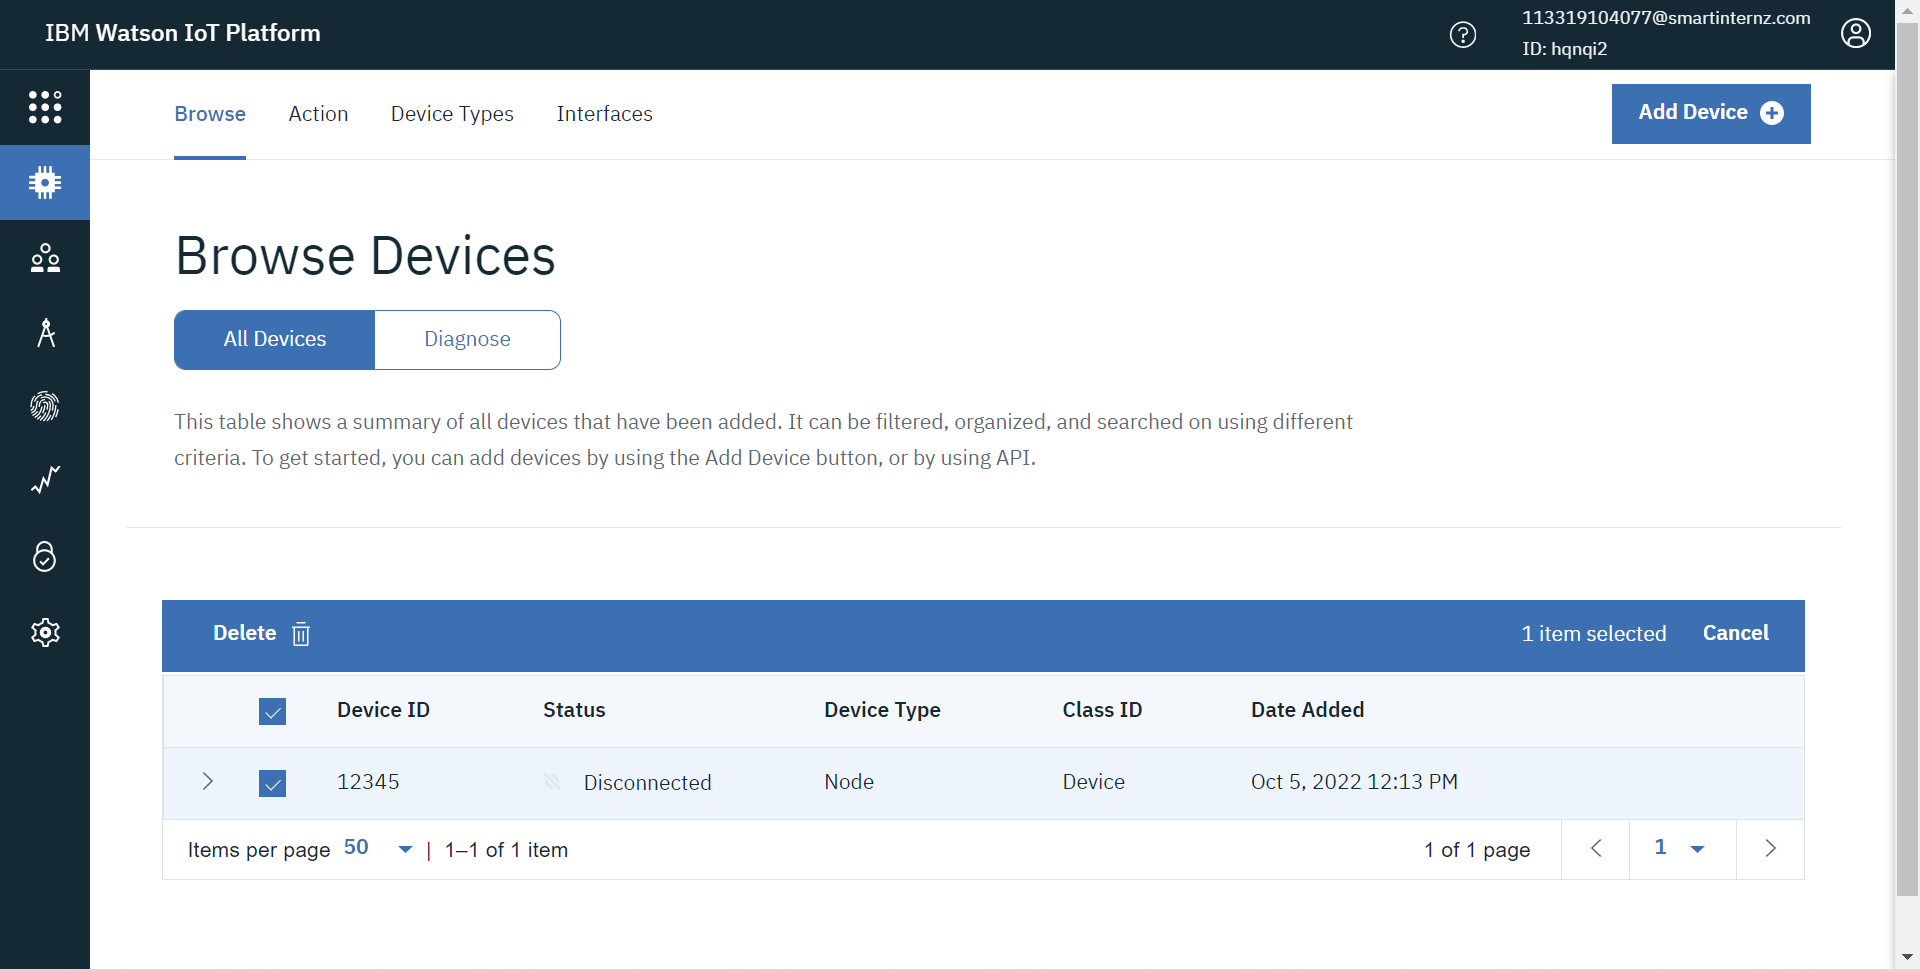 IBM Watson IoT Platform
113319104077@smartinternz.com
ID: hqnqi2
Browse Action Device Types Interfaces
Add Device
Browse Devices
All Devices Diagnose
This table shows a summary of all devices that have been added. It can be filtered, organized, and searched on using different
criteria. To get started, you can add devices by using the Add Device button, or by using API.
Delete 1 item selected Cancel
Device ID Status Device Type Class ID Date Added
12345 Disconnected Node Device Oct 5, 2022 12:13 PM
Items per page 50 | 1–1 of 1 item 1 of 1 page 1